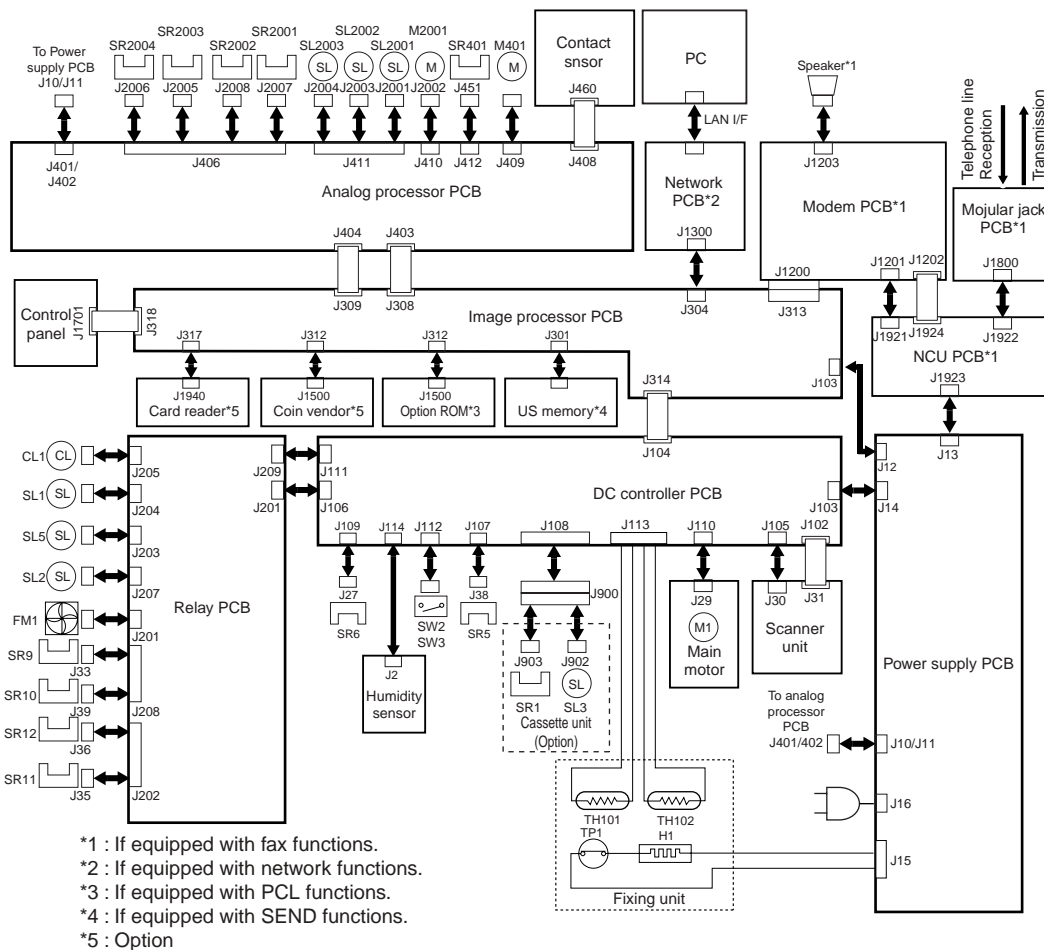 To Power
supply PCB
J10/J11
SR2004
SR2003
SR2002
SR2001
SL2003
SL2002
SL2001
M2001
SR401
M401
SL
SL
SL
M
M
J2006
J2005
J2008
J2007
J2004
J2003
J2001
J2002
J451
Contact
snsor
J460
PC
LAN I/F
Speaker*1
Telephone line
Reception
Transmission
J401/
J402
J406
J411
J410
J412
J409
J408
Analog processor PCB
J404
J403
Network
PCB*2
J1300
J1203
Modem PCB*1
J1201
J1202
J1200
Mojular jack
PCB*1
J1800
Control
panel
J1701
J318
J309
J308
J304
J313
Image processor PCB
J317
J312
J312
J301
J314
J103
J1921
J1924
J1922
NCU PCB*1
J1923
J1940
Card reader*5
J1500
Coin vendor*5
J1500
Option ROM*3
US memory*4
CL1
CL
J205
SL1
SL
J204
SL5
SL
J203
SL2
SL
J207
FM1
J201
SR9
J33
SR10
J39
J208
SR12
J36
SR11
J35
J202
Relay PCB
J209
J201
J111
J106
J104
DC controller PCB
J103
J12
J14
J13
J109
J114
J112
J107
J108
J113
J110
J105
J102
J27
SR6
SW2
SW3
J38
SR5
J900
J29
M1
Main
motor
J30
J31
Scanner
unit
J2
Humidity
sensor
J903
J902
SL
SR1
SL3
Cassette unit
(Option)
Power supply PCB
To analog
processor
PCB
J401/402
J10/J11
J16
J15
TH101
TH102
TP1
H1
Fixing unit
*1 : If equipped with fax functions.
*2 : If equipped with network functions.
*3 : If equipped with PCL functions.
*4 : If equipped with SEND functions.
*5 : Option